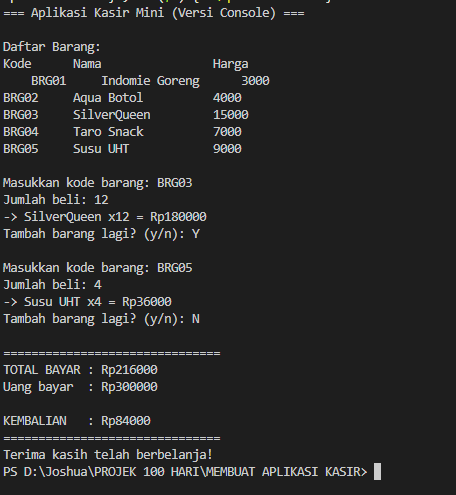 === Aplikasi Kasir Mini (Versi Console) ===
Daftar Barang:
Kode Nama Harga
BRG01 Indomie Goreng 3000
BRG02 Aqua Botol 4000
BRG03 SilverQueen 15000
BRG04 Taro Snack 7000
BRG05 Susu UHT 9000
Masukkan kode barang: BRG03
Jumlah beli: 12
-> SilverQueen x12 = Rp180000
Tambah barang lagi? (y/n): Y
Masukkan kode barang: BRG05
Jumlah beli: 4
-> Susu UHT x4 = Rp36000
Tambah barang lagi? (y/n): N
===============================
TOTAL BAYAR : Rp216000
Uang bayar : Rp300000
KEMBALIAN : Rp84000
===============================
Terima kasih telah berbelanja!
PS D:\Joshua\PROJEK 100 HARI\MEMBUAT APLIKASI KASIR>